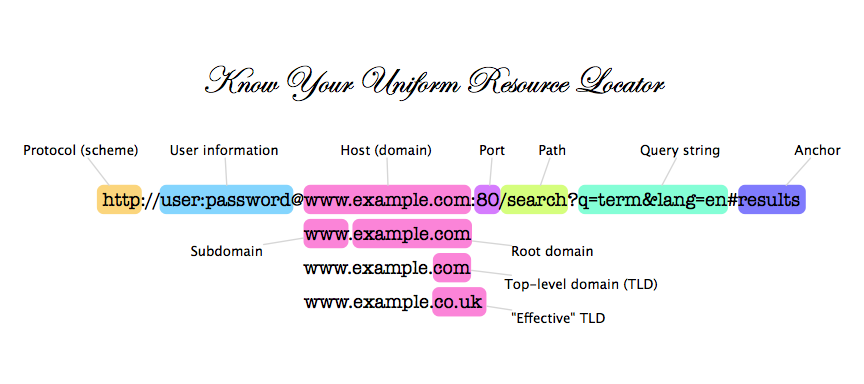 Know Your Uniform Resource Locator
Protocol (scheme) User information Host (domain) Port Path Query string Anchor
http://user:password@www.example.com:80/search?q=term&lang=en#results
www.example.com
Subdomain Root domain
www.example.com
Top-level domain (TLD)
www.example.co.uk
"Effective" TLD